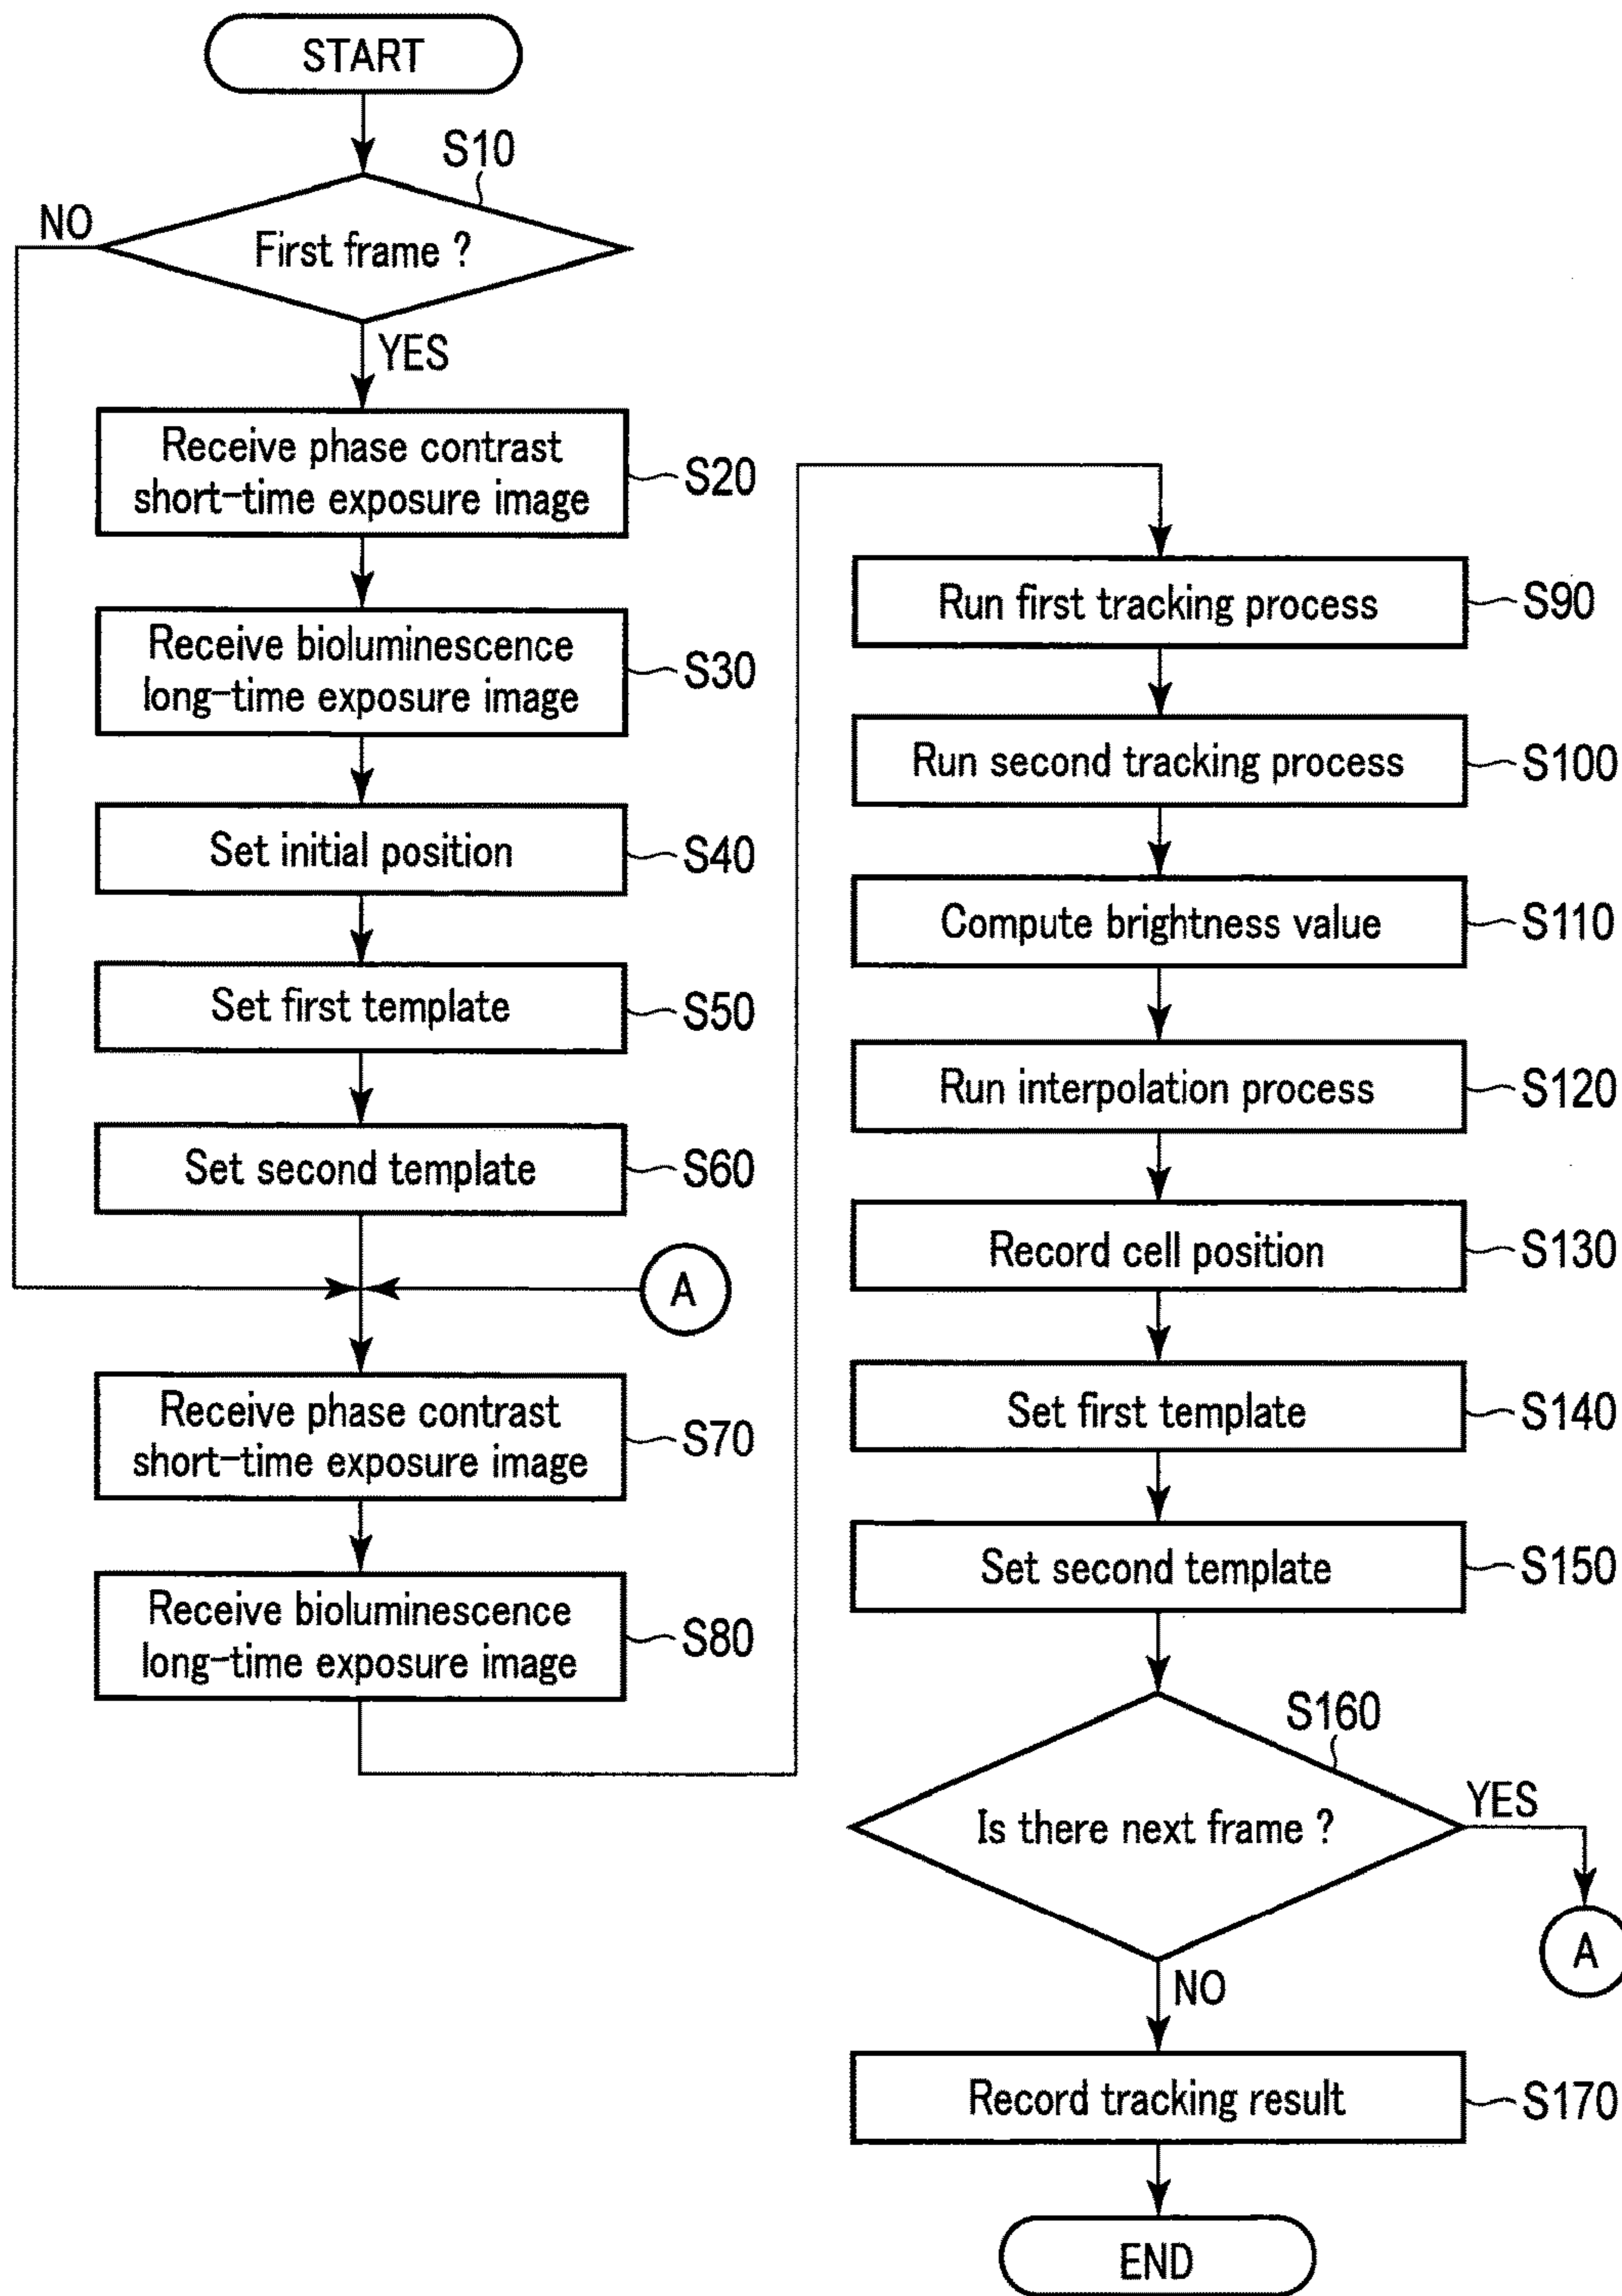 START
S10
NO
First frame ?
YES
Receive phase contrast
short-time exposure image
S20
Receive bioluminescence
long-time exposure image
S30
Set initial position
S40
Set first template
S50
Set second template
S60
A
Receive phase contrast
short-time exposure image
S70
Receive bioluminescence
long-time exposure image
S80
Run first tracking process
S90
Run second tracking process
S100
Compute brightness value
S110
Run interpolation process
S120
Record cell position
S130
Set first template
S140
Set second template
S150
S160
Is there next frame ?
YES
A
NO
Record tracking result
S170
END